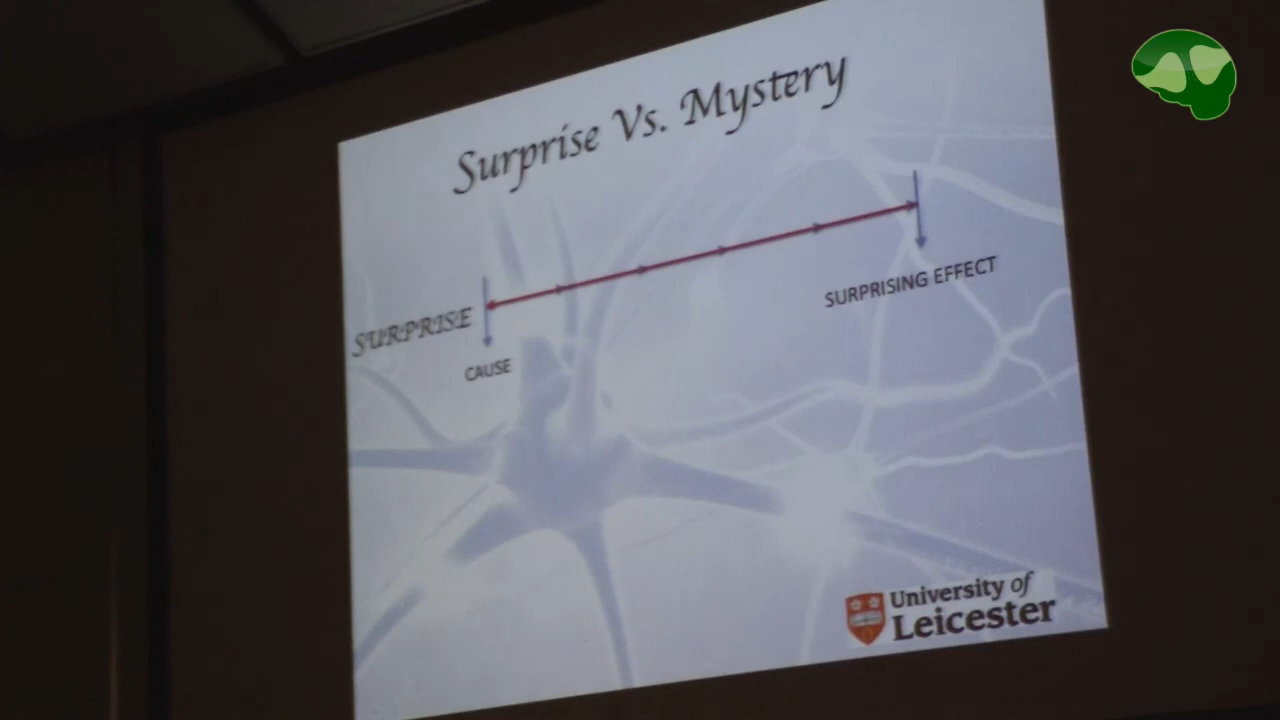 Surprise Vs. Mystery
SURPRISE
SURPRISING EFFECT
CAUSE
University of
Leicester